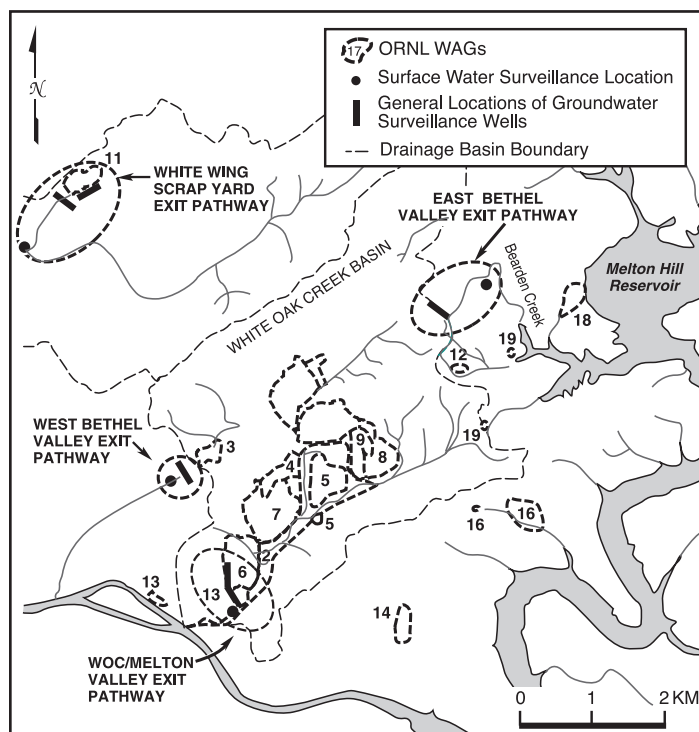 17 ORNL WAGs
Surface Water Surveillance Location
General Locations of Groundwater
Surveillance Wells
Drainage Basin Boundary
N
11
WHITE WING
SCRAP YARD
EXIT PATHWAY
EAST BETHEL
VALLEY EXIT PATHWAY
Bearden Creek
Melton Hill
Reservoir
WHITE OAK CREEK BASIN
18
19
12
WEST BETHEL
VALLEY EXIT
PATHWAY
3
19
9
8
4
5
7
5
16
16
2
6
13
13
14
WOC/MELTON
VALLEY EXIT
PATHWAY
0 1 2 KM